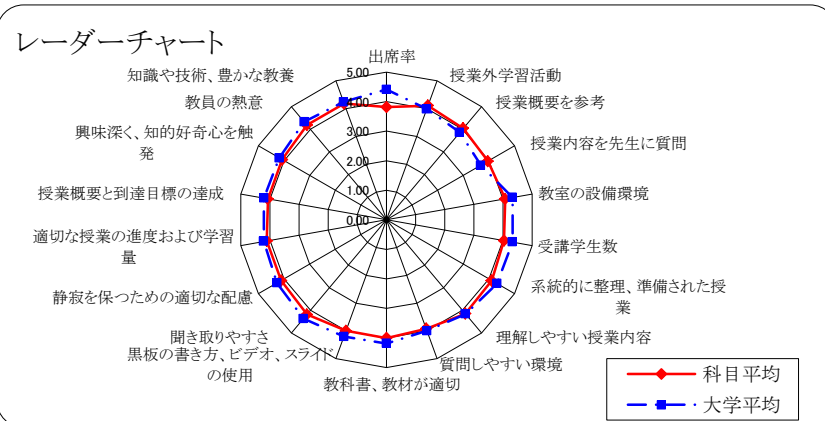 レーダーチャート
出席率
授業外学習活動
授業概要を参考
授業内容を先生に質問
教室の設備環境
受講学生数
系統的に整理、準備された授
業
理解しやすい授業内容
質問しやすい環境
教科書、教材が適切
黒板の書き方、ビデオ、スライド
の使用
聞き取りやすさ
静寂を保つための適切な配慮
適切な授業の進度および学習
量
授業概要と到達目標の達成
興味深く、知的好奇心を触
発
教員の熱意
知識や技術、豊かな教養
5.00
4.00
3.00
2.00
1.00
0.00
科目平均
大学平均